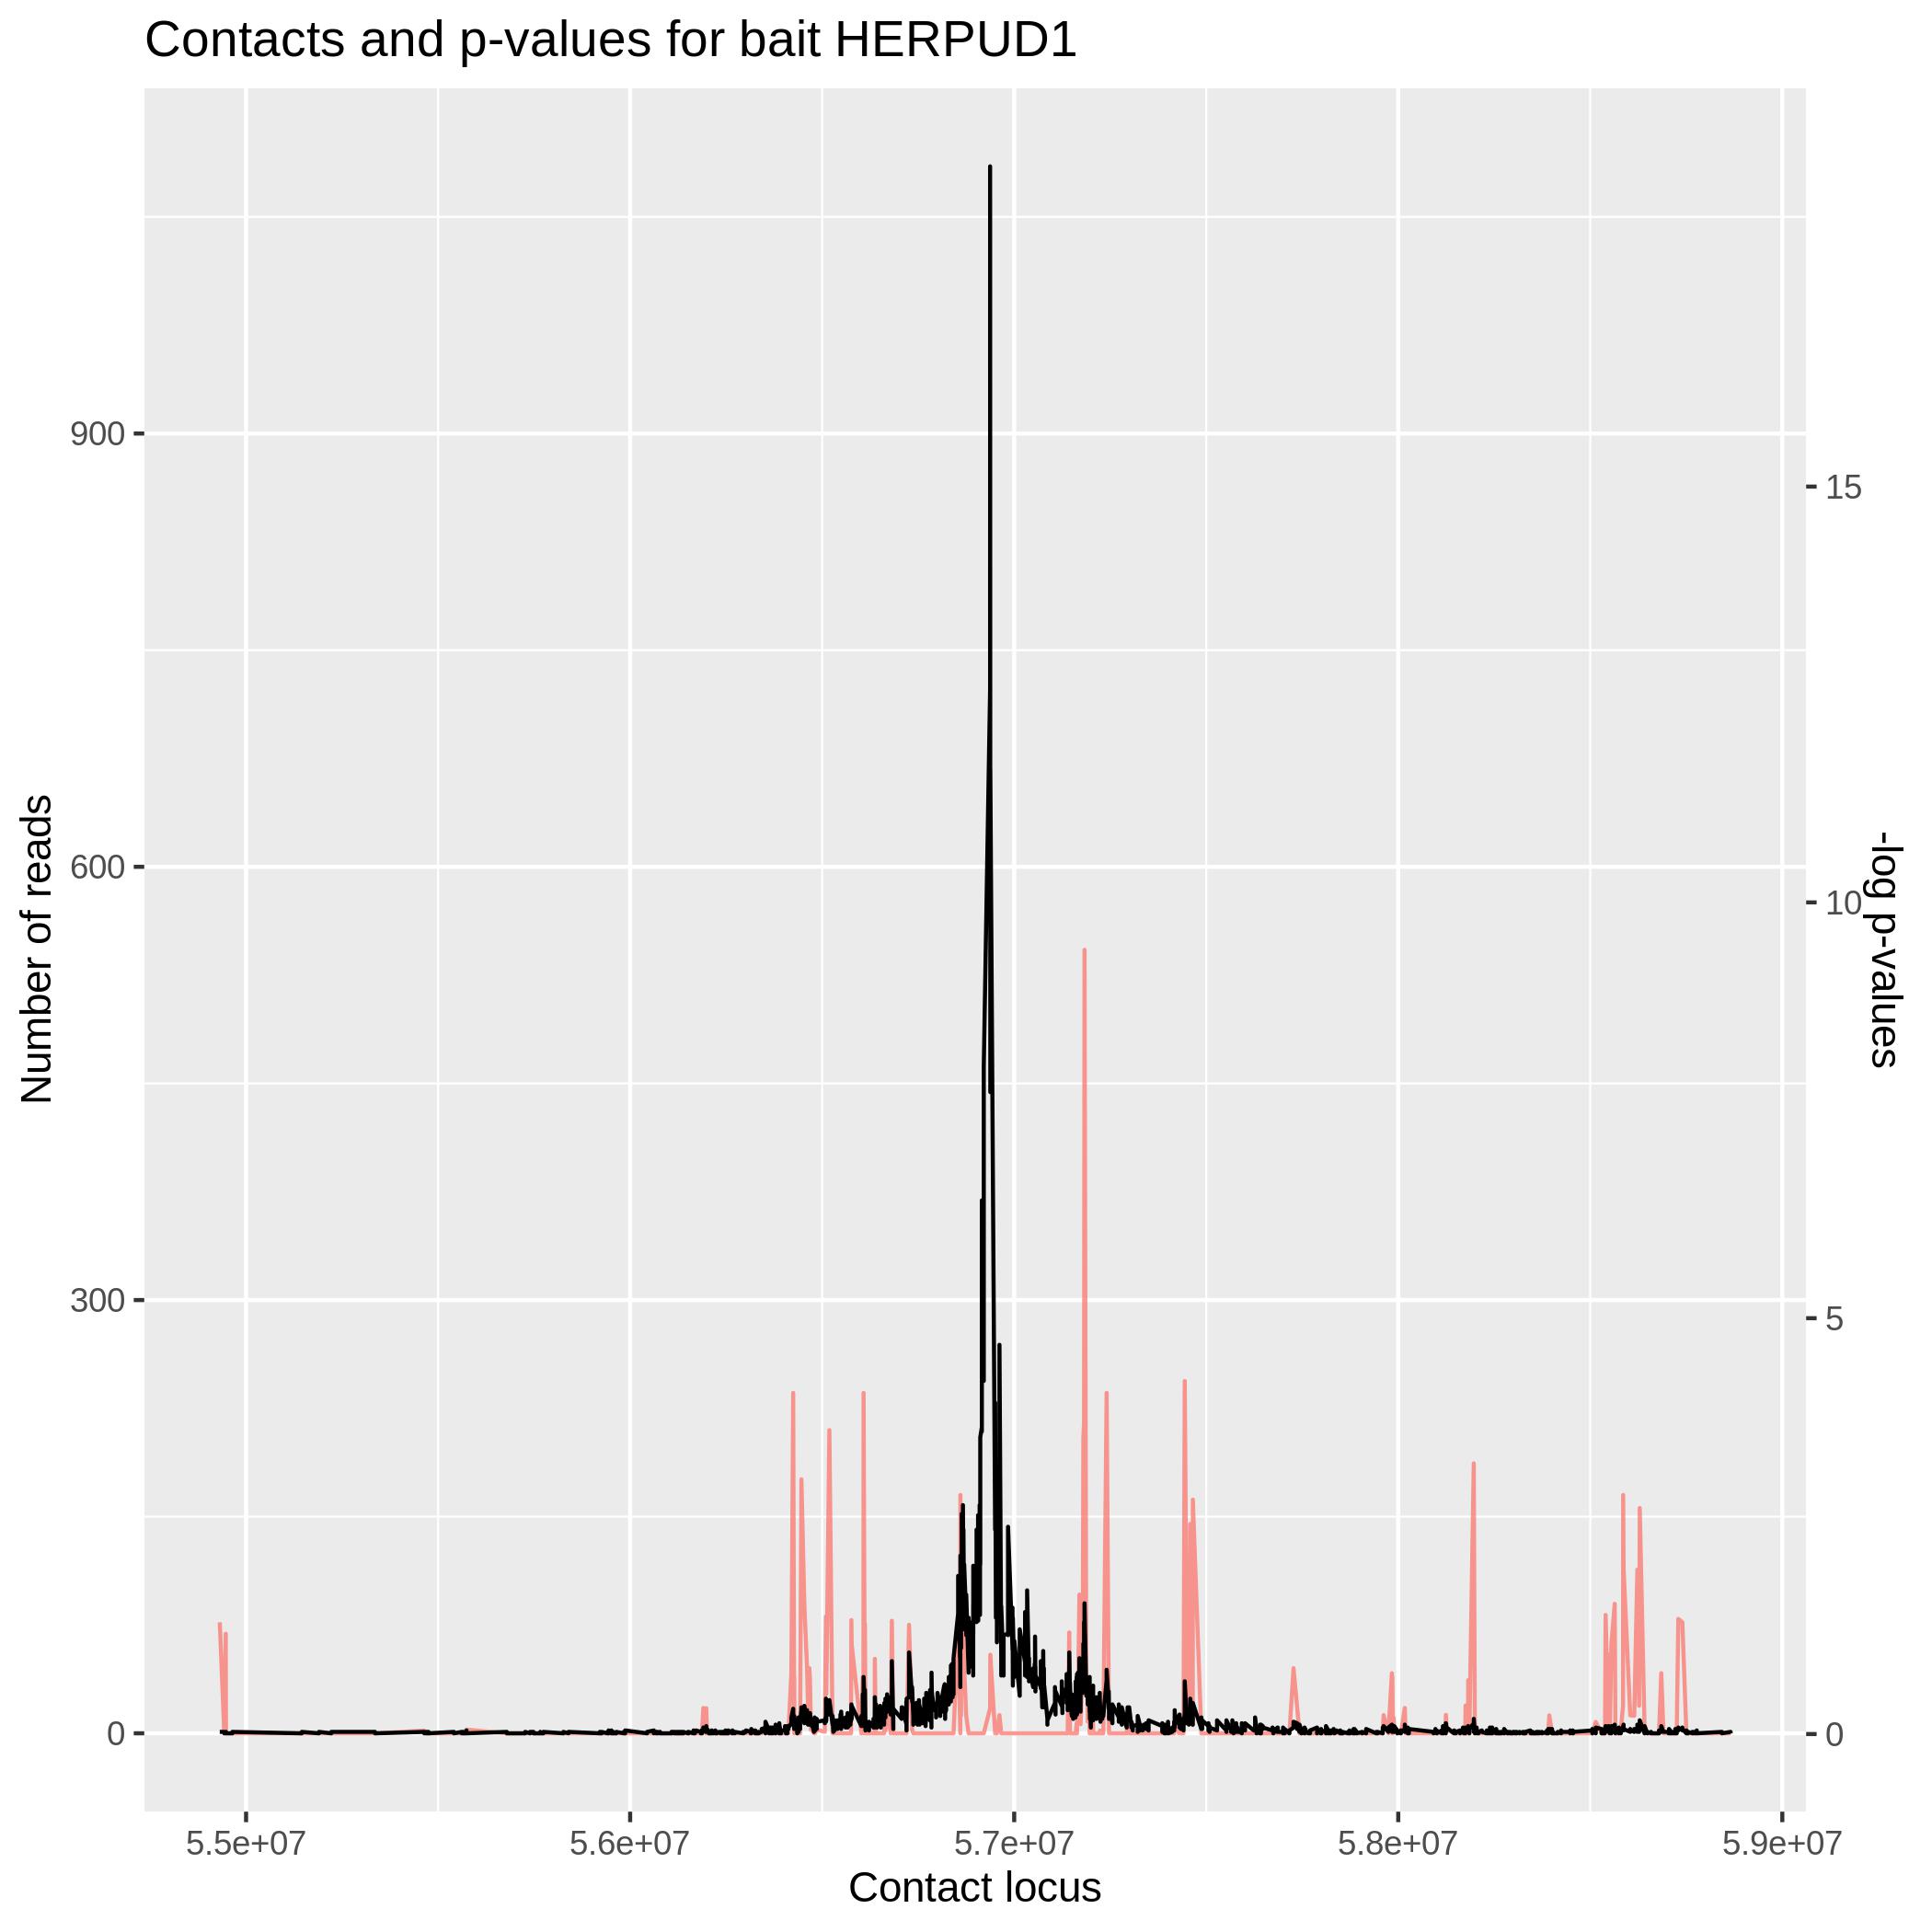 Contacts and p-values for bait HERPUD1
Number of reads
900
600
300
0
15
10
5
0
-log p-values
5.5e+07
5.6e+07
5.7e+07
5.8e+07
5.9e+07
Contact locus